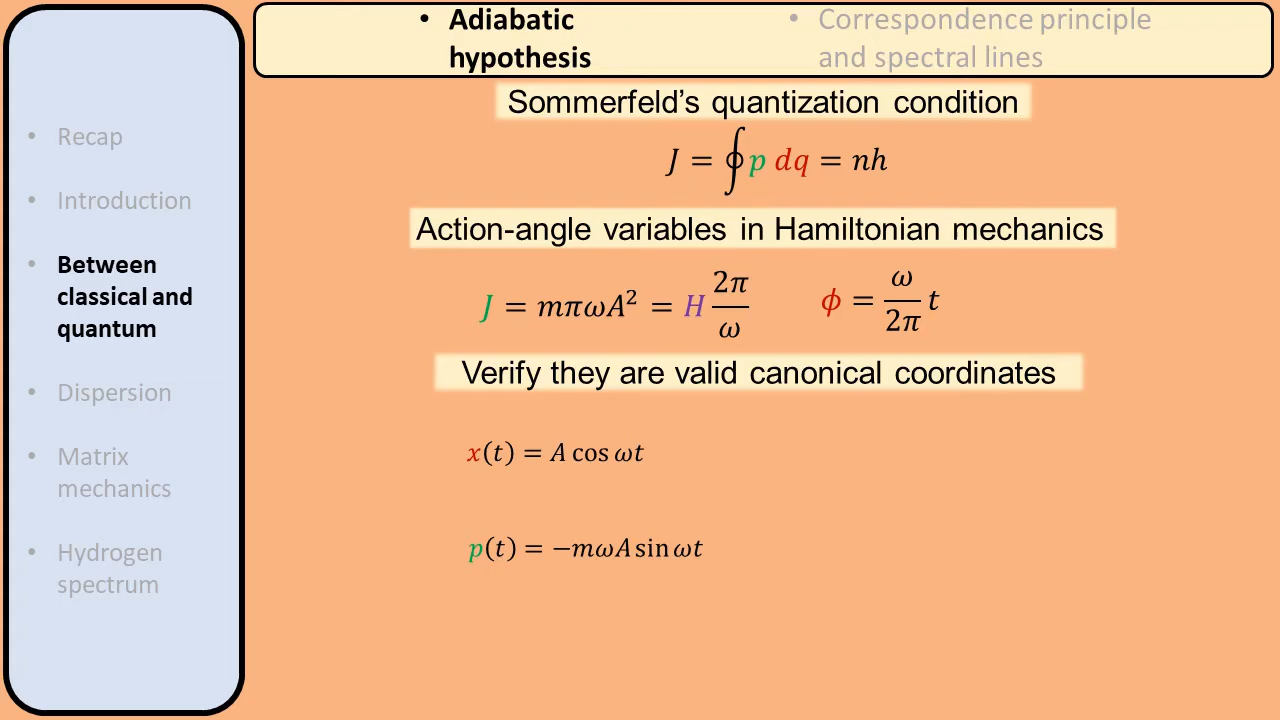 • Adiabatic
hypothesis
• Correspondence principle
and spectral lines
• Recap
• Introduction
• Between
classical and
quantum
• Dispersion
• Matrix
mechanics
• Hydrogen
spectrum
Sommerfeld's quantization condition
J = ∮ p dq = nh
Action-angle variables in Hamiltonian mechanics
J = mπωA² = H 2π/ω
ϕ = ω/2π t
Verify they are valid canonical coordinates
x(t) = A cos ωt
p(t) = −mωA sin ωt